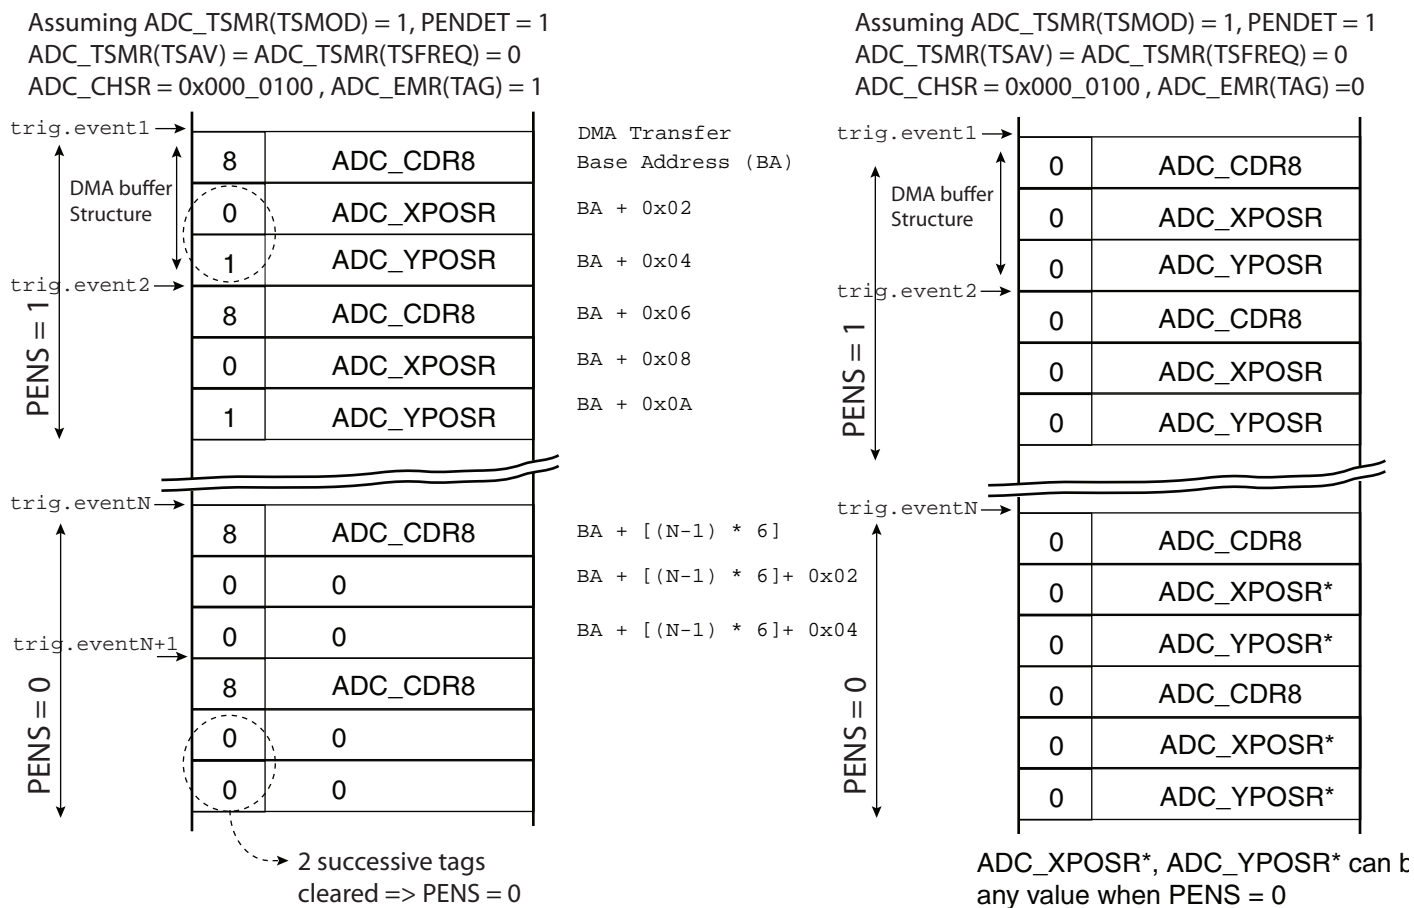 Assuming ADC_TSMR(TSMOD) = 1, PENDET = 1
ADC_TSMR(TSAV) = ADC_TSMR(TSFREQ) = 0
ADC_CHSR = 0x000_0100 , ADC_EMR(TAG) = 1
trig.event1
DMA buffer
Structure
trig.event2
PENS = 1
8 ADC_CDR8
0 ADC_XPOSR
1 ADC_YPOSR
8 ADC_CDR8
0 ADC_XPOSR
1 ADC_YPOSR
DMA Transfer
Base Address (BA)
BA + 0x02
BA + 0x04
BA + 0x06
BA + 0x08
BA + 0x0A
trig.eventN
trig.eventN+1
PENS = 0
8 ADC_CDR8
0 0
0 0
8 ADC_CDR8
0 0
0 0
BA + [(N-1) * 6]
BA + [(N-1) * 6]+ 0x02
BA + [(N-1) * 6]+ 0x04
2 successive tags
cleared => PENS = 0
Assuming ADC_TSMR(TSMOD) = 1, PENDET = 1
ADC_TSMR(TSAV) = ADC_TSMR(TSFREQ) = 0
ADC_CHSR = 0x000_0100 , ADC_EMR(TAG) =0
trig.event1
DMA buffer
Structure
trig.event2
PENS = 1
0 ADC_CDR8
0 ADC_XPOSR
0 ADC_YPOSR
0 ADC_CDR8
0 ADC_XPOSR
0 ADC_YPOSR
trig.eventN
PENS = 0
0 ADC_CDR8
0 ADC_XPOSR*
0 ADC_YPOSR*
0 ADC_CDR8
0 ADC_XPOSR*
0 ADC_YPOSR*
ADC_XPOSR*, ADC_YPOSR* can
any value when PENS = 0